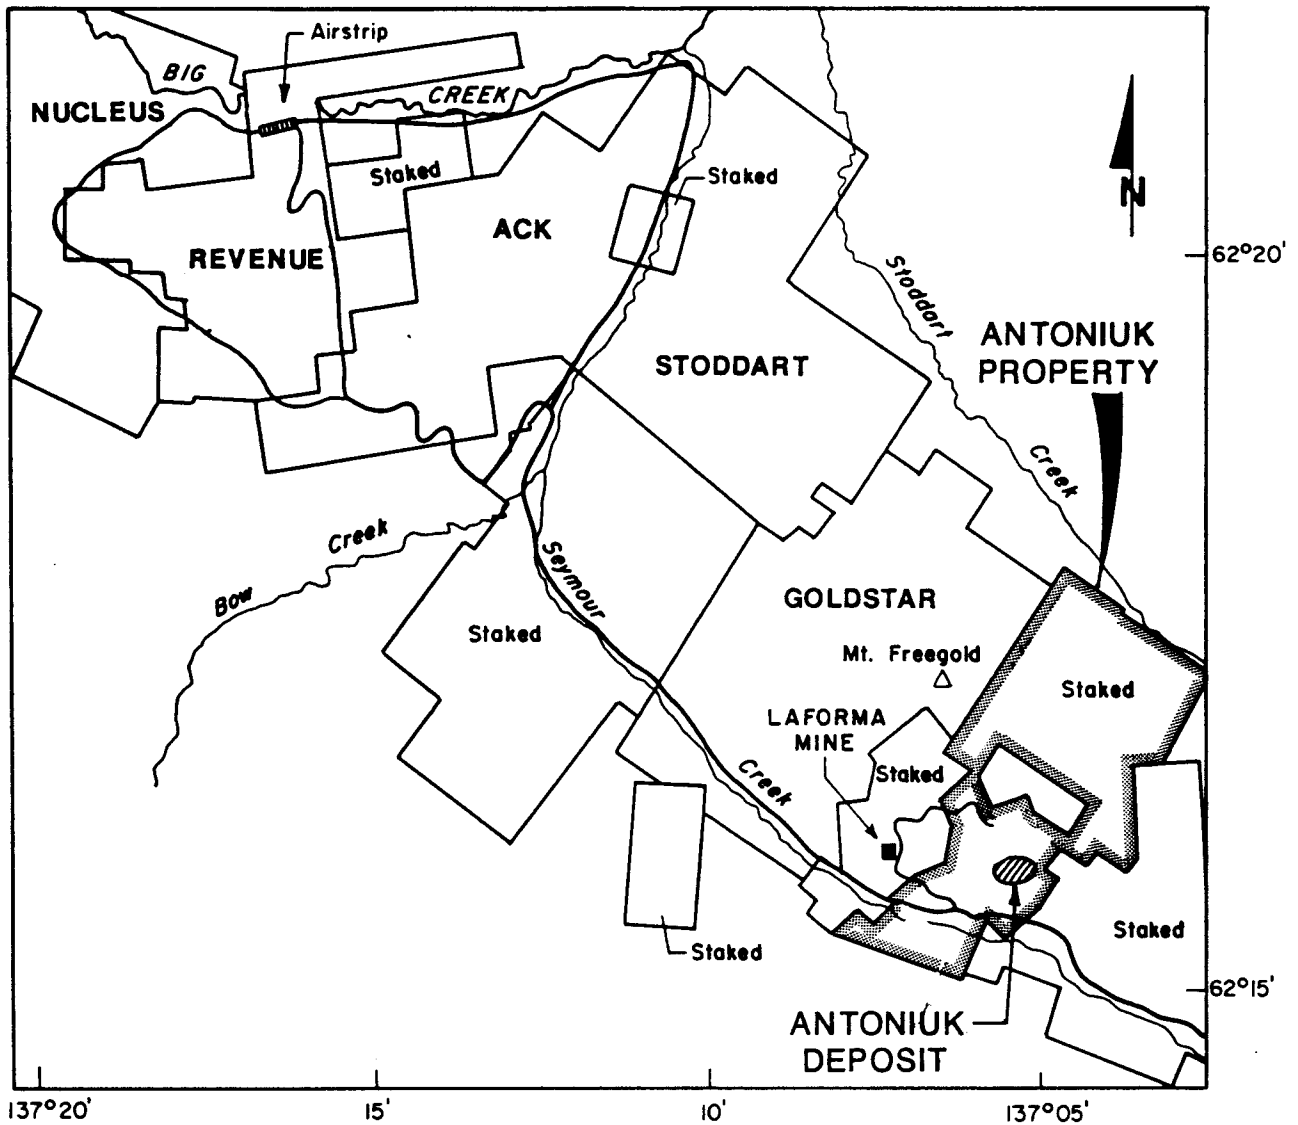 Airstrip
BIG
CREEK
NUCLEUS
Staked
Staked
N
ACK
REVENUE
62°20'
Stoddart
Creek
ANTONIUK
PROPERTY
STODDART
Creek
Bow
Seymour
Creek
GOLDSTAR
Staked
Mt. Freegold
Staked
LAFORMA
MINE
Staked
Staked
Staked
62°15'
ANTONIUK
DEPOSIT
137°20'
15'
10'
137°05'